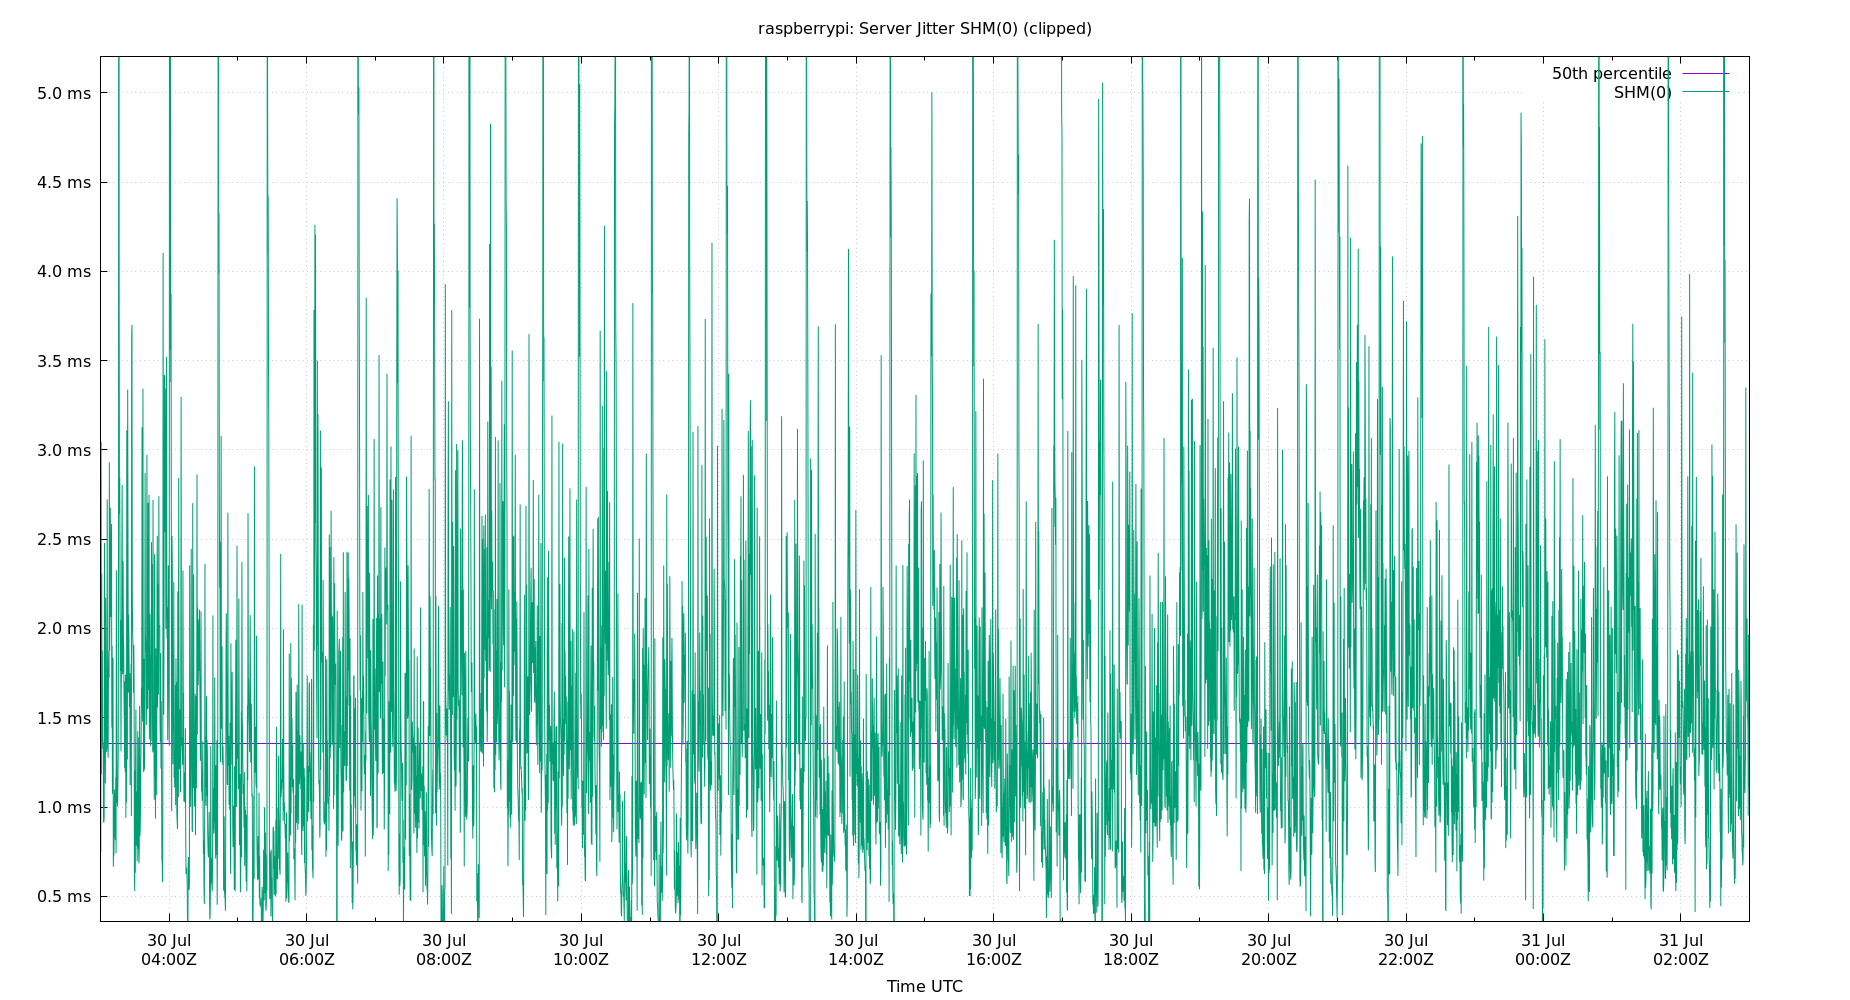 raspberrypi: Server Jitter SHM(0) (clipped)
50th percentile
SHM(0)
5.0 ms
4.5 ms
4.0 ms
3.5 ms
3.0 ms
2.5 ms
2.0 ms
1.5 ms
1.0 ms
0.5 ms
30 Jul 30 Jul 30 Jul 30 Jul 30 Jul 30 Jul 30 Jul 30 Jul 30 Jul 30 Jul 31 Jul 31 Jul
04:00Z 06:00Z 08:00Z 10:00Z 12:00Z 14:00Z 16:00Z 18:00Z 20:00Z 22:00Z 00:00Z 02:00Z
Time UTC